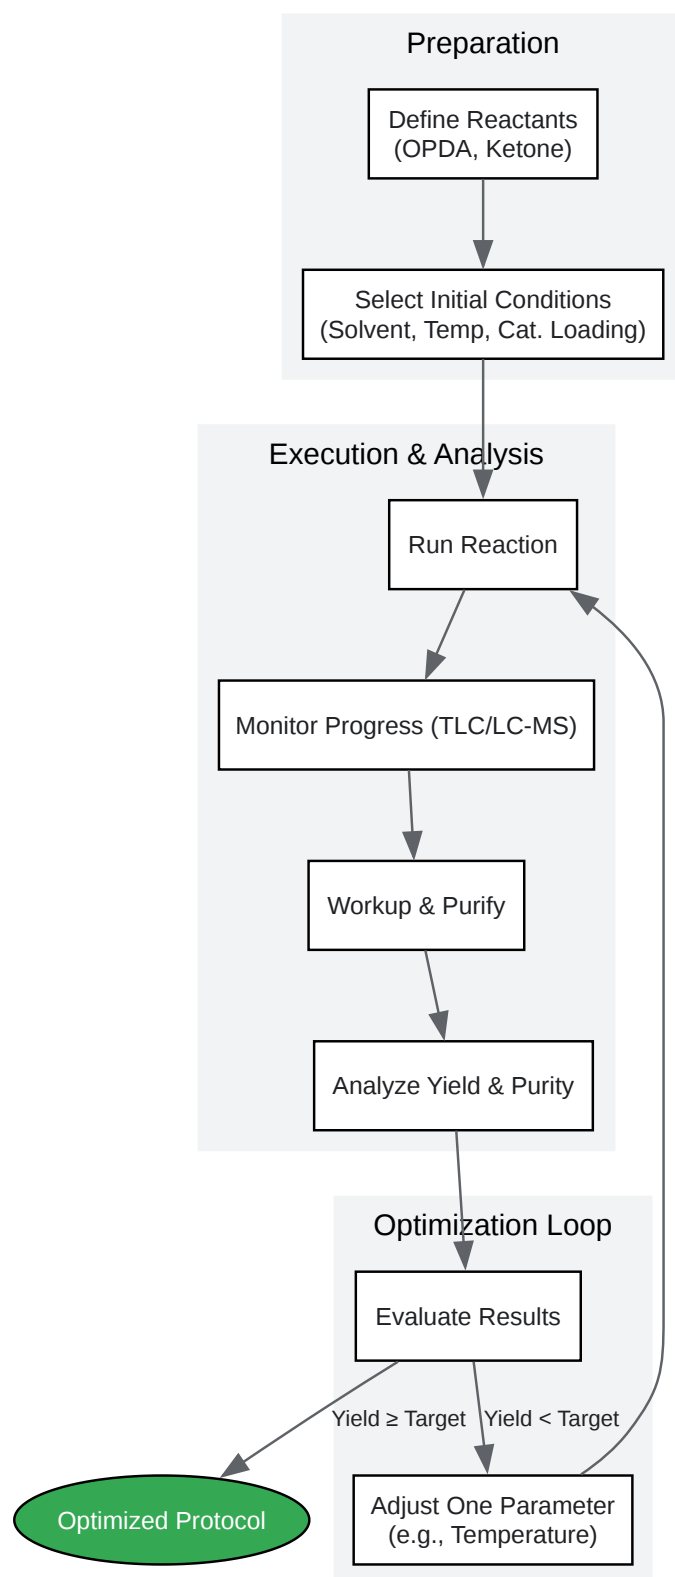 Preparation
Define Reactants
(OPDA, Ketone)
Select Initial Conditions
(Solvent, Temp, Cat. Loading)
Execution & Analysis
Run Reaction
Monitor Progress (TLC/LC-MS)
Workup & Purify
Analyze Yield & Purity
Optimization Loop
Evaluate Results
Yield ≥ Target
Yield < Target
Optimized Protocol
Adjust One Parameter
(e.g., Temperature)